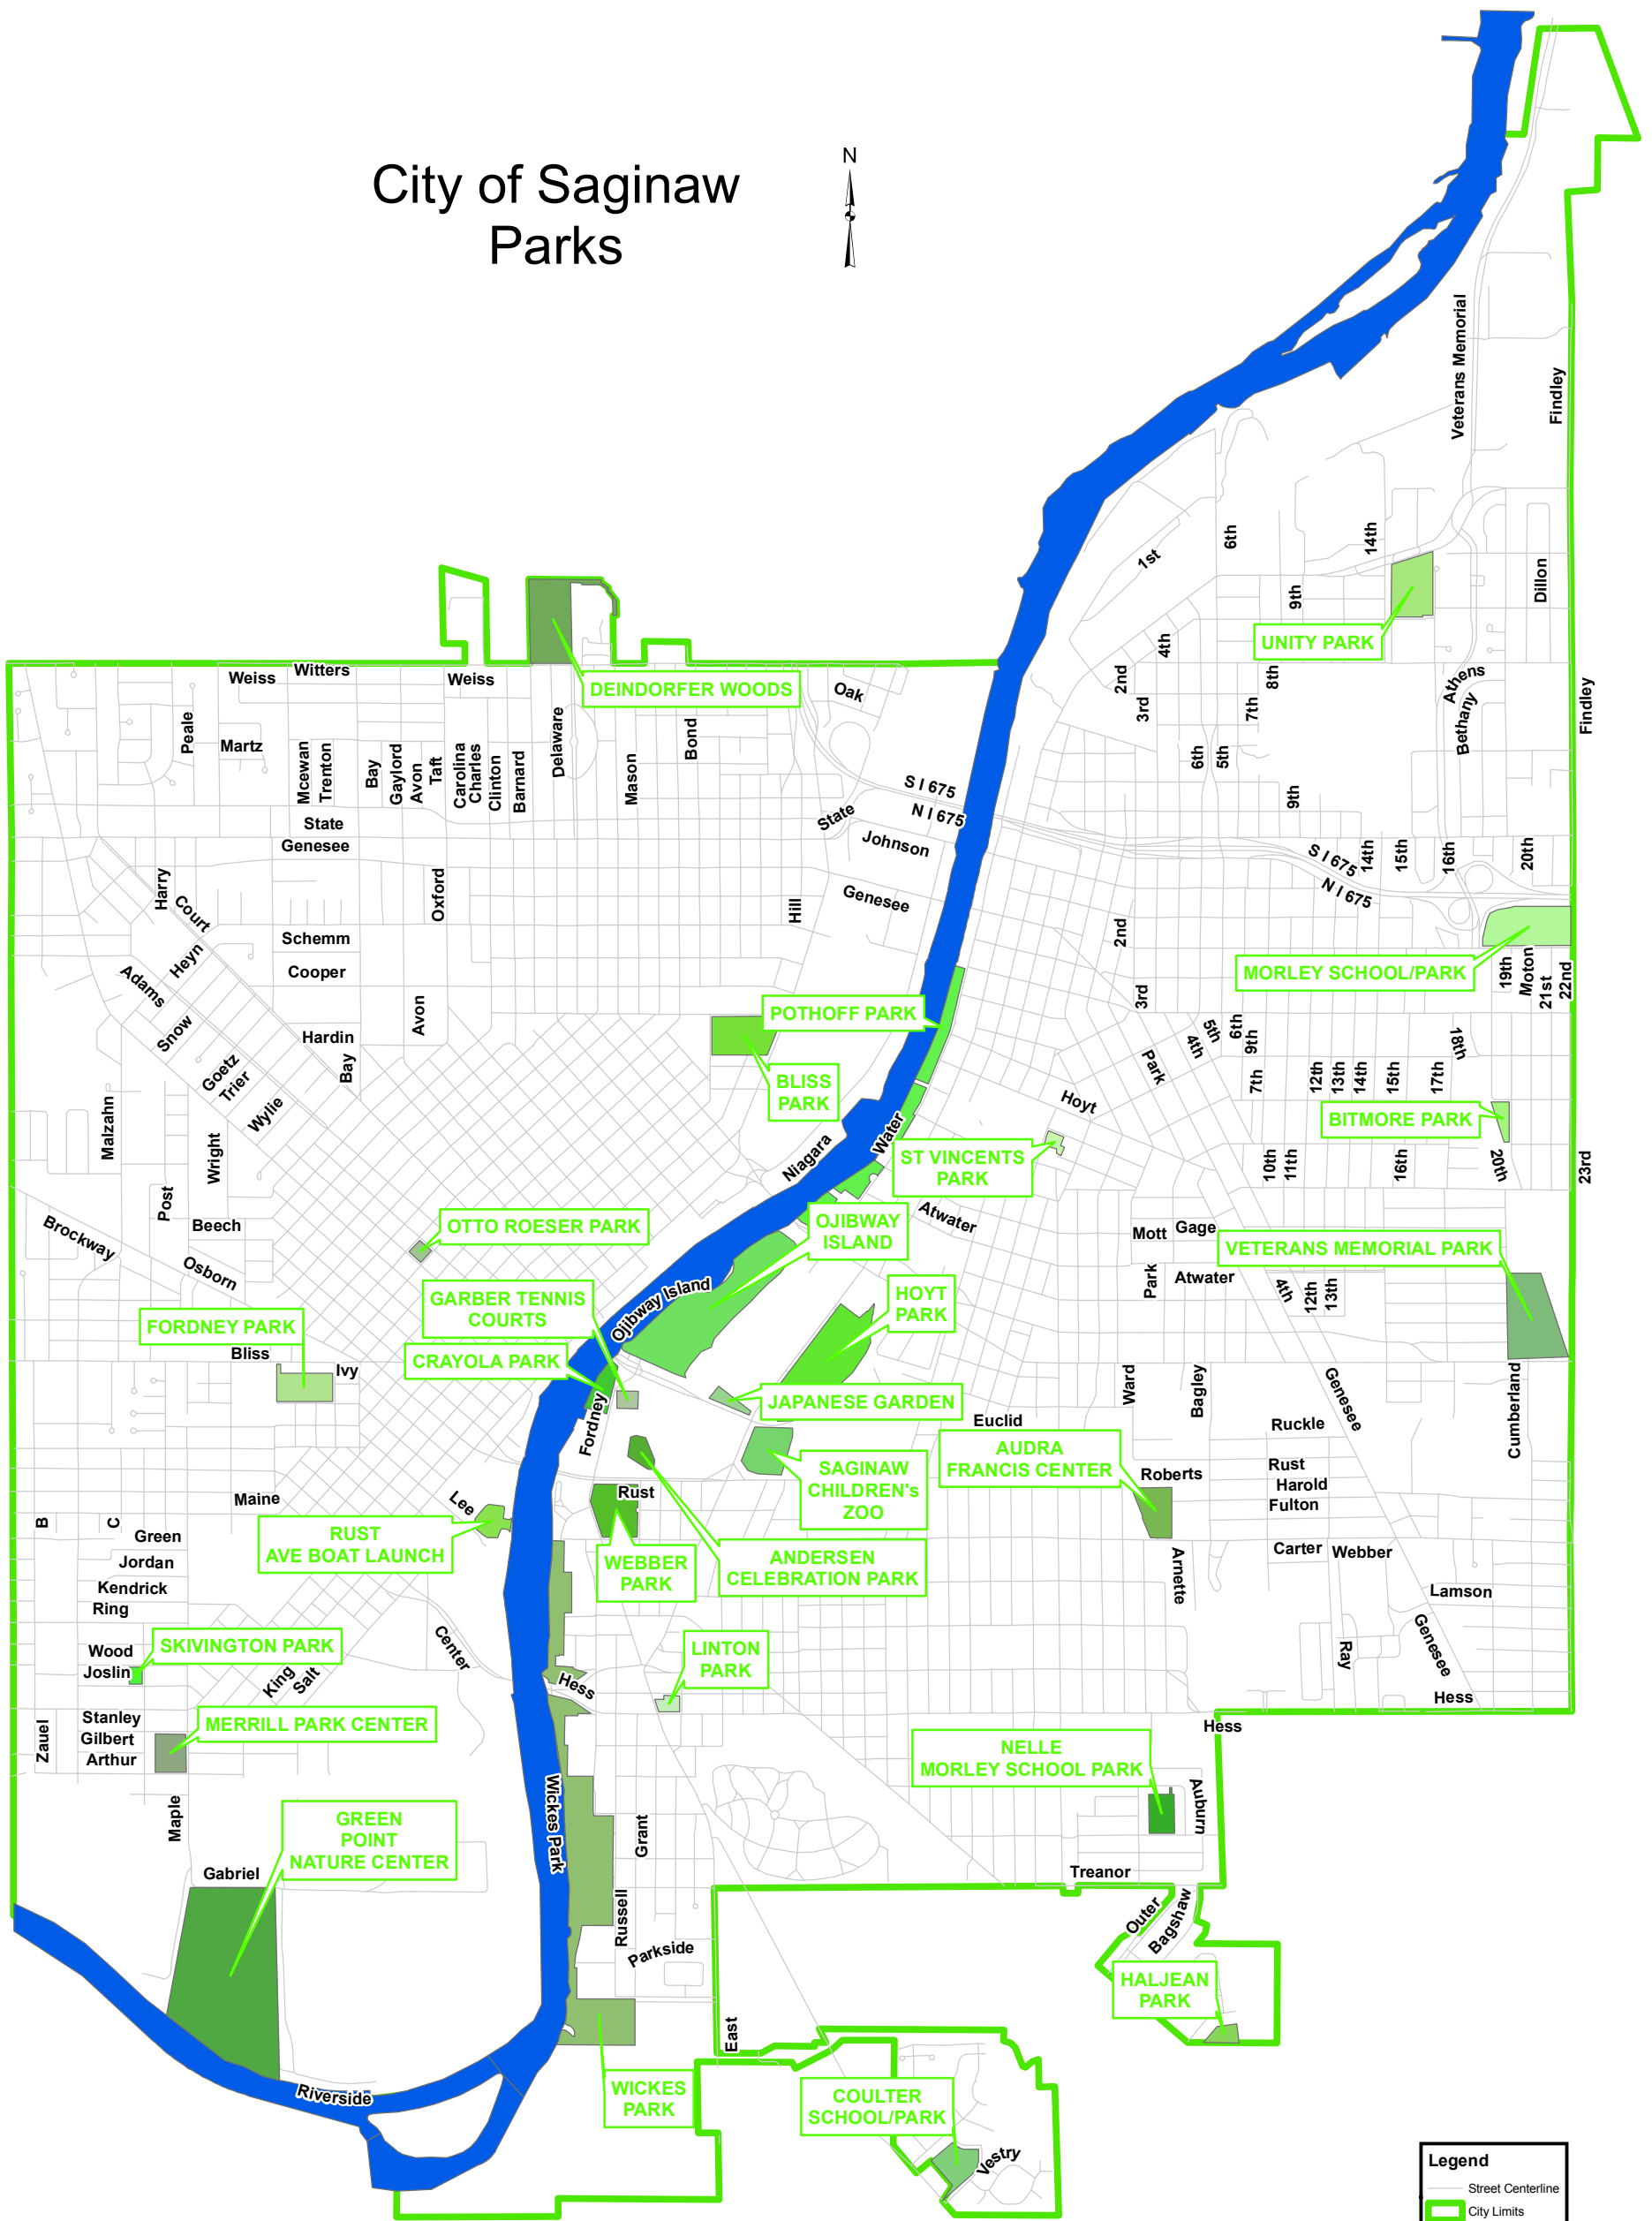 City of Saginaw
Parks
N
Veterans Memorial
Findley
1st
6th
14th
9th
Dillon
UNITY PARK
4th
2nd
3rd
8th
7th
Athens
Bethany
Findley
6th
5th
9th
Weiss
Witters
Weiss
DEINDORFER WOODS
Oak
Peale
Martz
Mcewan
Trenton
Bay
Gaylord
Avon
Taft
Carolina
Charles
Clinton
Barnard
Delaware
Mason
Bond
S I 675
N I 675
State
State
Genesee
Johnson
Genesee
S I 675
N I 675
14th
15th
16th
20th
Harry
Court
Oxford
Hill
Schemm
Heyn
Cooper
Adams
Snow
Avon
Hardin
Bay
Goetz
Trier
Wylie
Malzahn
Wright
Post
2nd
3rd
MORLEY SCHOOL/PARK
19th
Moton
21st
22nd
POTHOFF PARK
BLISS
PARK
5th
4th
6th
9th
7th
Park
18th
12th
13th
14th
15th
17th
Hoyt
BITMORE PARK
Niagara
Water
ST VINCENTS
PARK
10th
11th
16th
20th
23rd
Beech
Brockway
Osborn
OTTO ROESER PARK
OJIBWAY
ISLAND
Atwater
Mott
Gage
VETERANS MEMORIAL PARK
Park
Atwater
4th
12th
13th
GARBER TENNIS
COURTS
Ojibway Island
HOYT
PARK
FORDNEY PARK
Bliss
Ivy
CRAYOLA PARK
Fordney
JAPANESE GARDEN
Euclid
Ward
Bagley
Genesee
Cumberland
Ruckle
AUDRA
FRANCIS CENTER
Roberts
Rust
Harold
Fulton
SAGINAW
CHILDREN's
ZOO
Maine
Lee
Rust
B
C
Green
RUST
AVE BOAT LAUNCH
WEBBER
PARK
ANDERSEN
CELEBRATION PARK
Jordan
Kendrick
Ring
Arnette
Carter
Webber
Lamson
Wood
Joslin
SKIVINGTON PARK
King
Salt
Center
LINTON
PARK
Hess
Ray
Genesee
Hess
Hess
Zauel
Stanley
Gilbert
Arthur
MERRILL PARK CENTER
NELLE
MORLEY SCHOOL PARK
Auburn
Maple
GREEN
POINT
NATURE CENTER
Wickes Park
Grant
Gabriel
Treanor
Russell
Parkside
Outer
Bagshaw
HALJEAN
PARK
East
Riverside
WICKES
PARK
COULTER
SCHOOL/PARK
Vestry
Legend
Street Centerline
City Limits